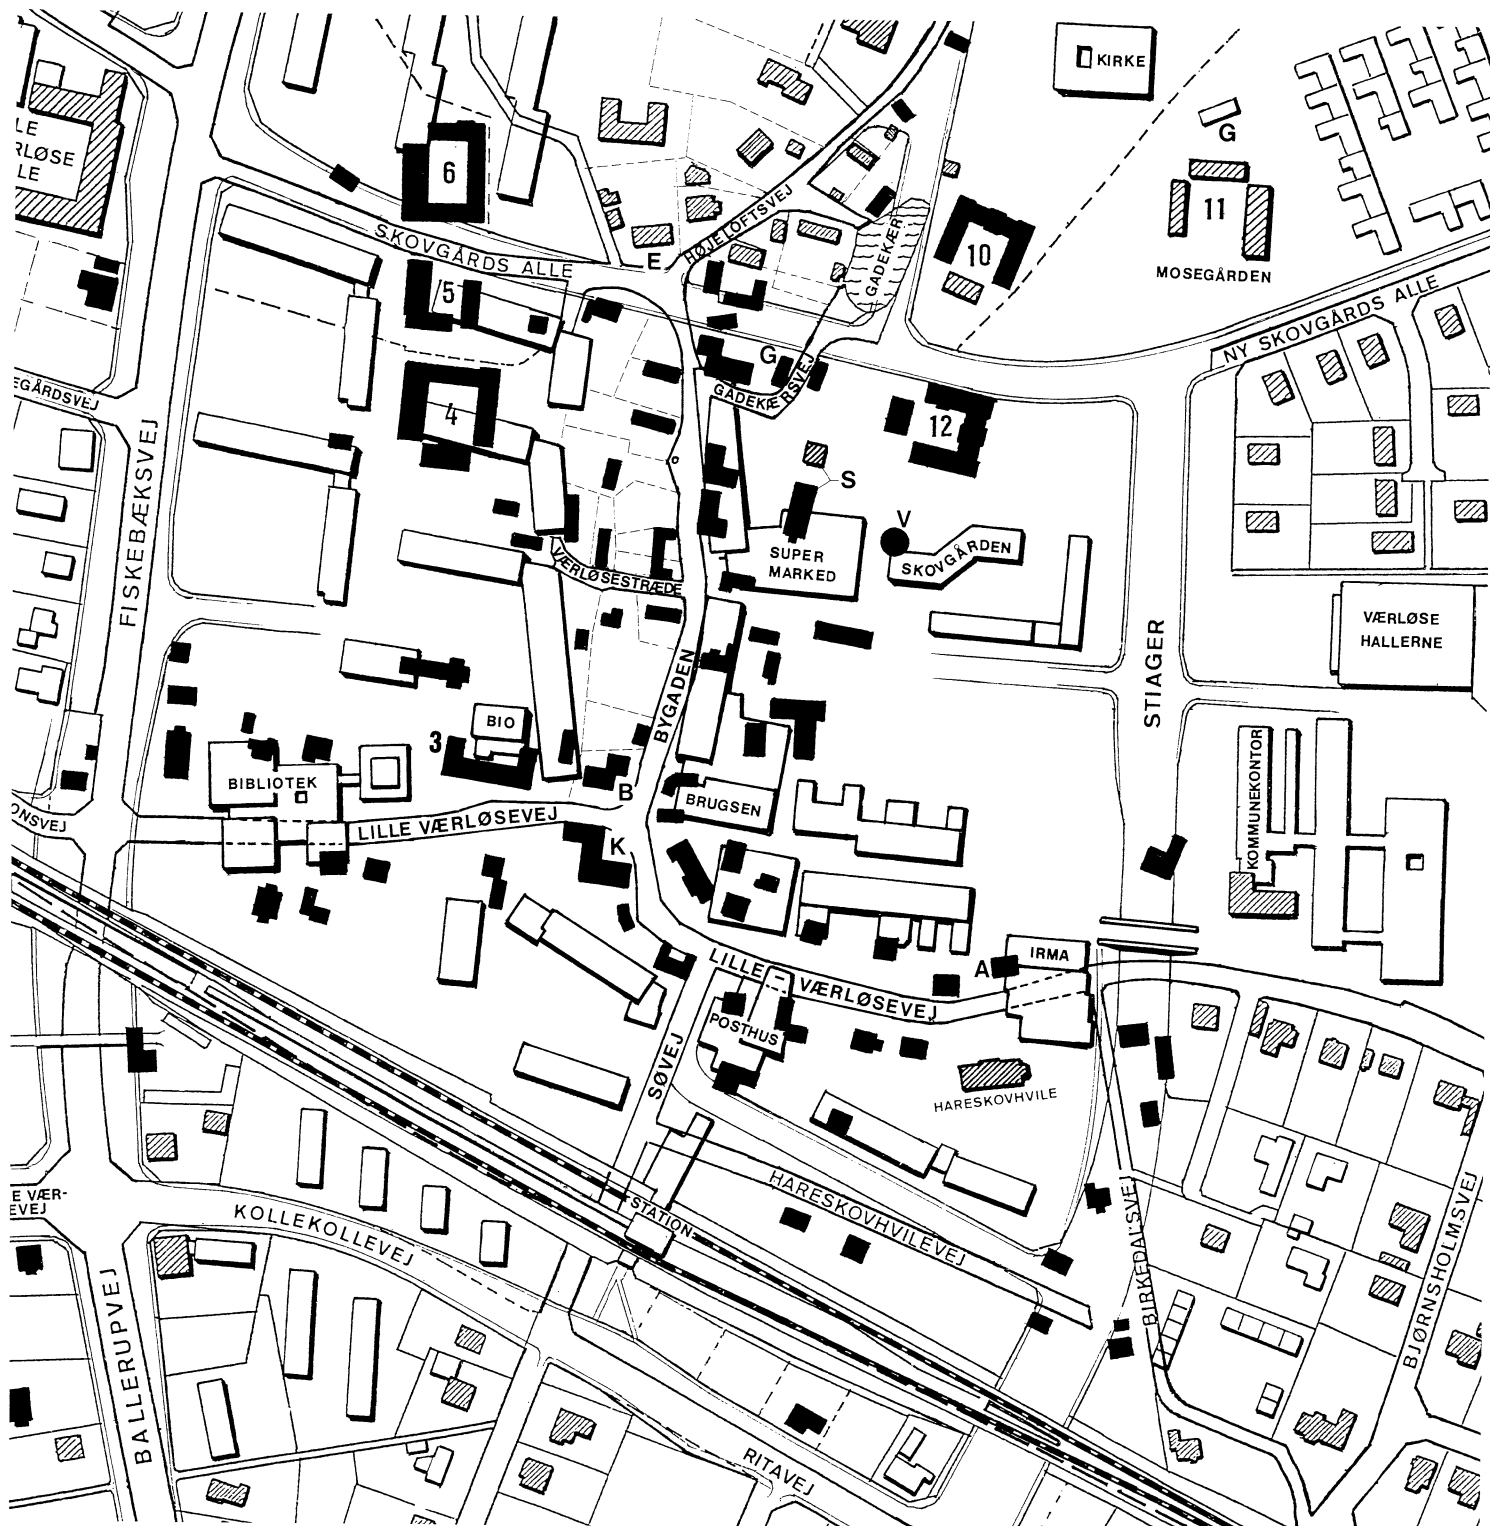 KIRKE
G
LE
RLØSE
LE
6
11
MOSEGÅRDEN
HØJELOFTSVEJ
SKOVGÅRDS ALLE
E
GADEKÆR
10
5
NY SKOVGÅRDS ALLE
G
GADEKÆRSVEJ
EGÅRDSVEJ
4
12
FISKEBÆKSVEJ
S
V
SUPER
MARKED
SKOVGÅRDEN
VÆRLØSESTRÆDE
VÆRLØSE
HALLERNE
STIAGER
BYGADEN
BIO
3
BIBLIOTEK
B
BRUGSEN
KOMMUNEKONTOR
ONSVEJ
LILLE VÆRLØSEVEJ
K
LILLE VÆRLØSEVEJ
A
IRMA
POSTHUS
SØVEJ
HARESKOVHVILE
STATION
HARESKOVHVILEVEJ
BIRKEDALSVEJ
BJØRNSHOLMSVEJ
E VÆR-
EVEJ
KOLLEKOLLEVEJ
BALLERUPVEJ
RITAVEJ